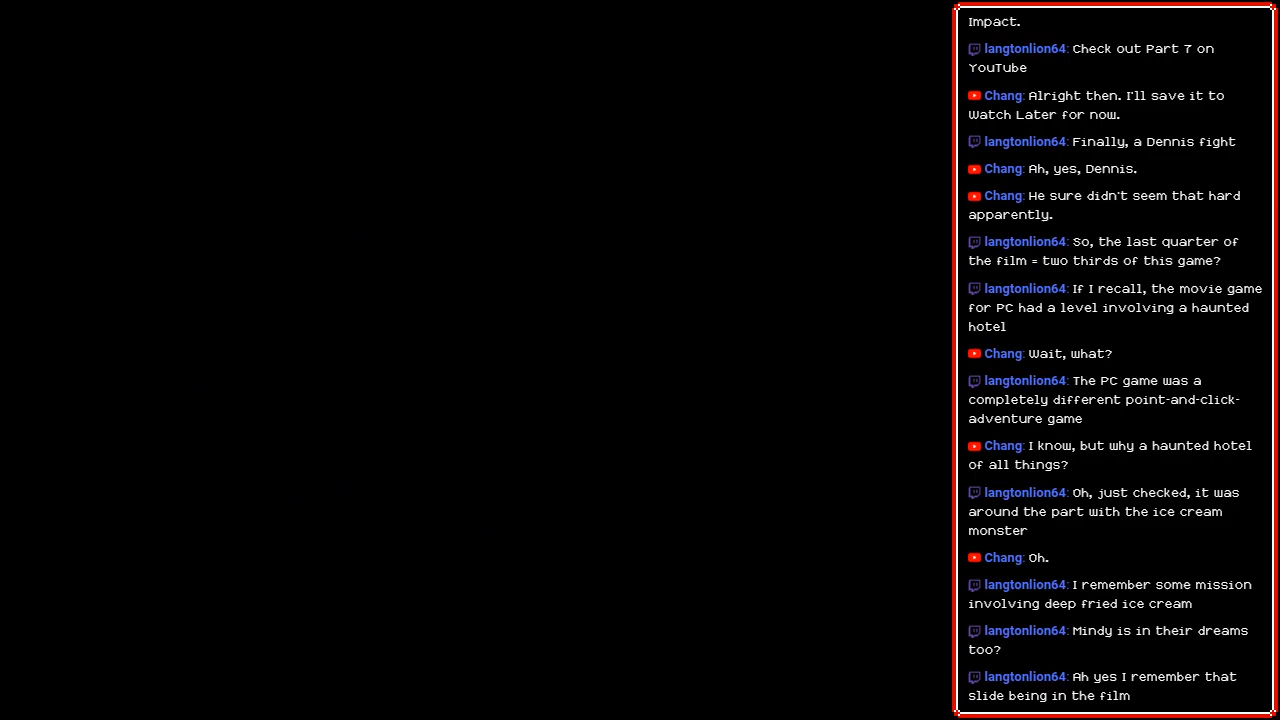 Impact.
langtonlion64: Check out Part 7 on
YouTube
Chang: Alright then. I'll save it to
Watch Later for now.
langtonlion64: Finally, a Dennis fight
Chang: Ah, yes, Dennis.
Chang: He sure didn't seem that hard
apparently.
langtonlion64: So, the last quarter of
the film = two thirds of this game?
langtonlion64: If I recall, the movie game
for PC had a level involving a haunted
hotel
Chang: Wait, what?
langtonlion64: The PC game was a
completely different point-and-click-
adventure game
Chang: I know, but why a haunted hotel
of all things?
langtonlion64: Oh, just checked, it was
around the part with the ice cream
monster
Chang: Oh.
langtonlion64: I remember some mission
involving deep fried ice cream
langtonlion64: Mindy is in their dreams
too?
langtonlion64: Ah yes I remember that
slide being in the film